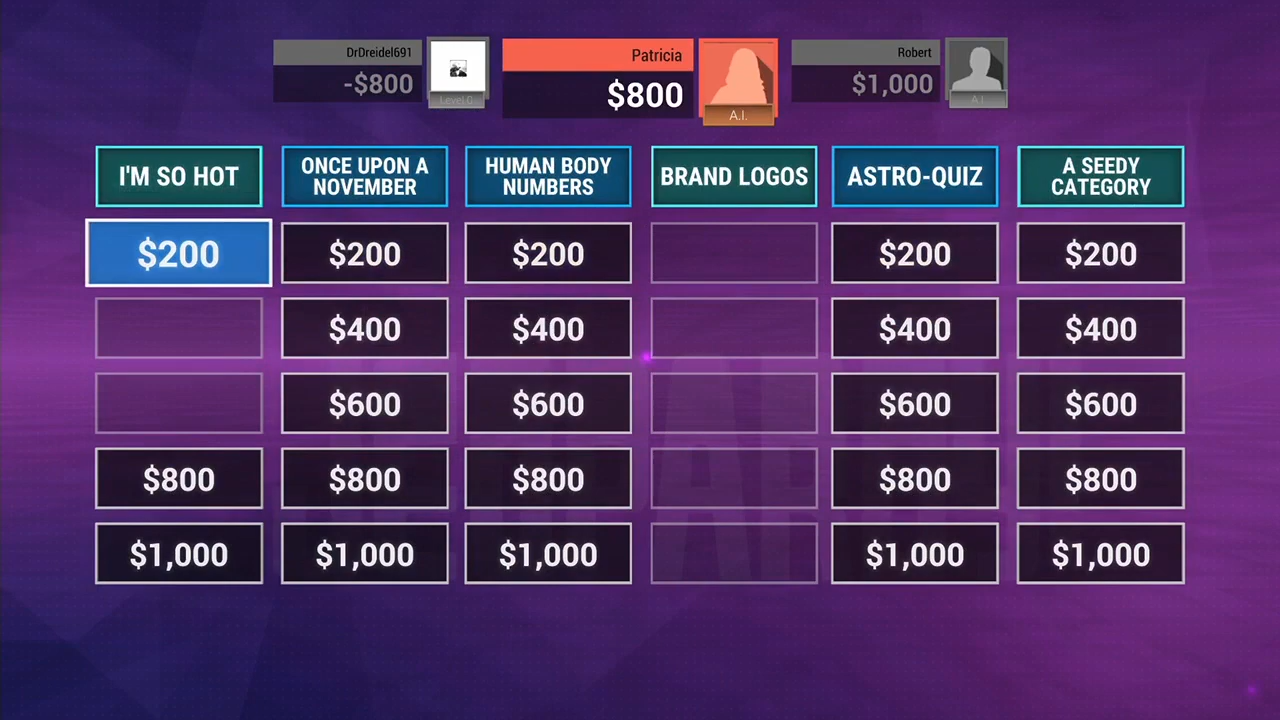 DrDreidel691
-$800
Level 0
Patricia
$800
A.I.
Robert
$1,000
A.I.
I'M SO HOT
ONCE UPON A
NOVEMBER
HUMAN BODY
NUMBERS
BRAND LOGOS
ASTRO-QUIZ
A SEEDY
CATEGORY
$200 $200 $200 $200 $200
$400 $400 $400 $400
$600 $600 $600 $600
$800 $800 $800 $800 $800
$1,000 $1,000 $1,000 $1,000 $1,000